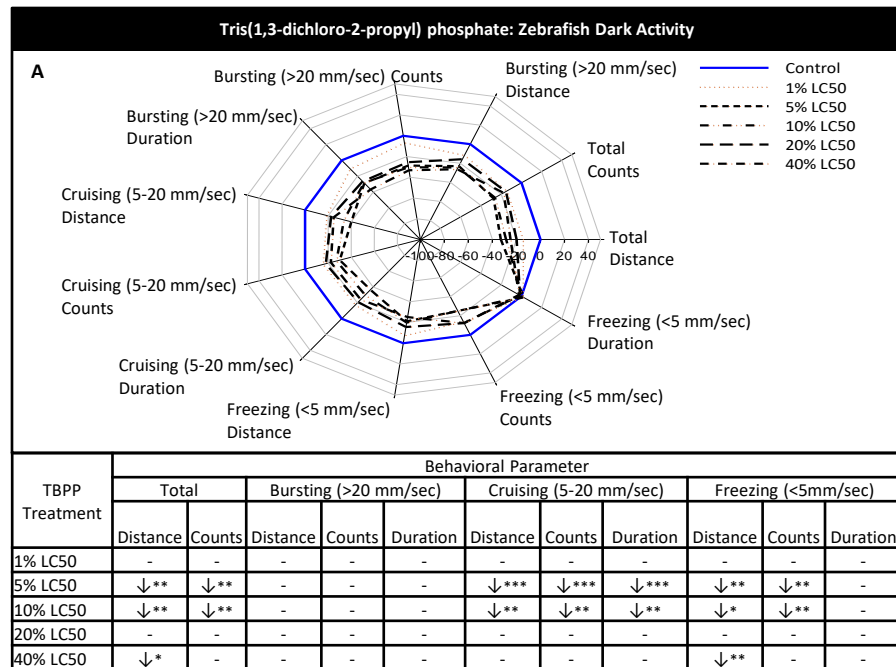 Tris(1,3-dichloro-2-propyl) phosphate: Zebrafish Dark Activity
A
Bursting (>20 mm/sec) Counts
Bursting (>20 mm/sec)
Distance
Control
1% LC50
5% LC50
10% LC50
20% LC50
40% LC50
Bursting (>20 mm/sec)
Duration
Total
Counts
Cruising (5-20 mm/sec)
Distance
Total
Distance
-100 -80 -60 -40 -20 0 20 40
Cruising (5-20 mm/sec)
Counts
Freezing (<5 mm/sec)
Duration
Cruising (5-20 mm/sec)
Duration
Freezing (<5 mm/sec)
Counts
Freezing (<5 mm/sec)
Distance
TBPP
Treatment
Behavioral Parameter
Total Bursting (>20 mm/sec) Cruising (5-20 mm/sec) Freezing (<5mm/sec)
Distance Counts Distance Counts Duration Distance Counts Duration Distance Counts Duration
1% LC50 - - - - - - - - - - -
5% LC50 ↓** ↓** - - - ↓*** ↓*** ↓*** ↓** ↓** -
10% LC50 ↓** ↓** - - - ↓** ↓** ↓** ↓* ↓** -
20% LC50 - - - - - - - - - - -
40% LC50 ↓* - - - - - - - ↓** - -